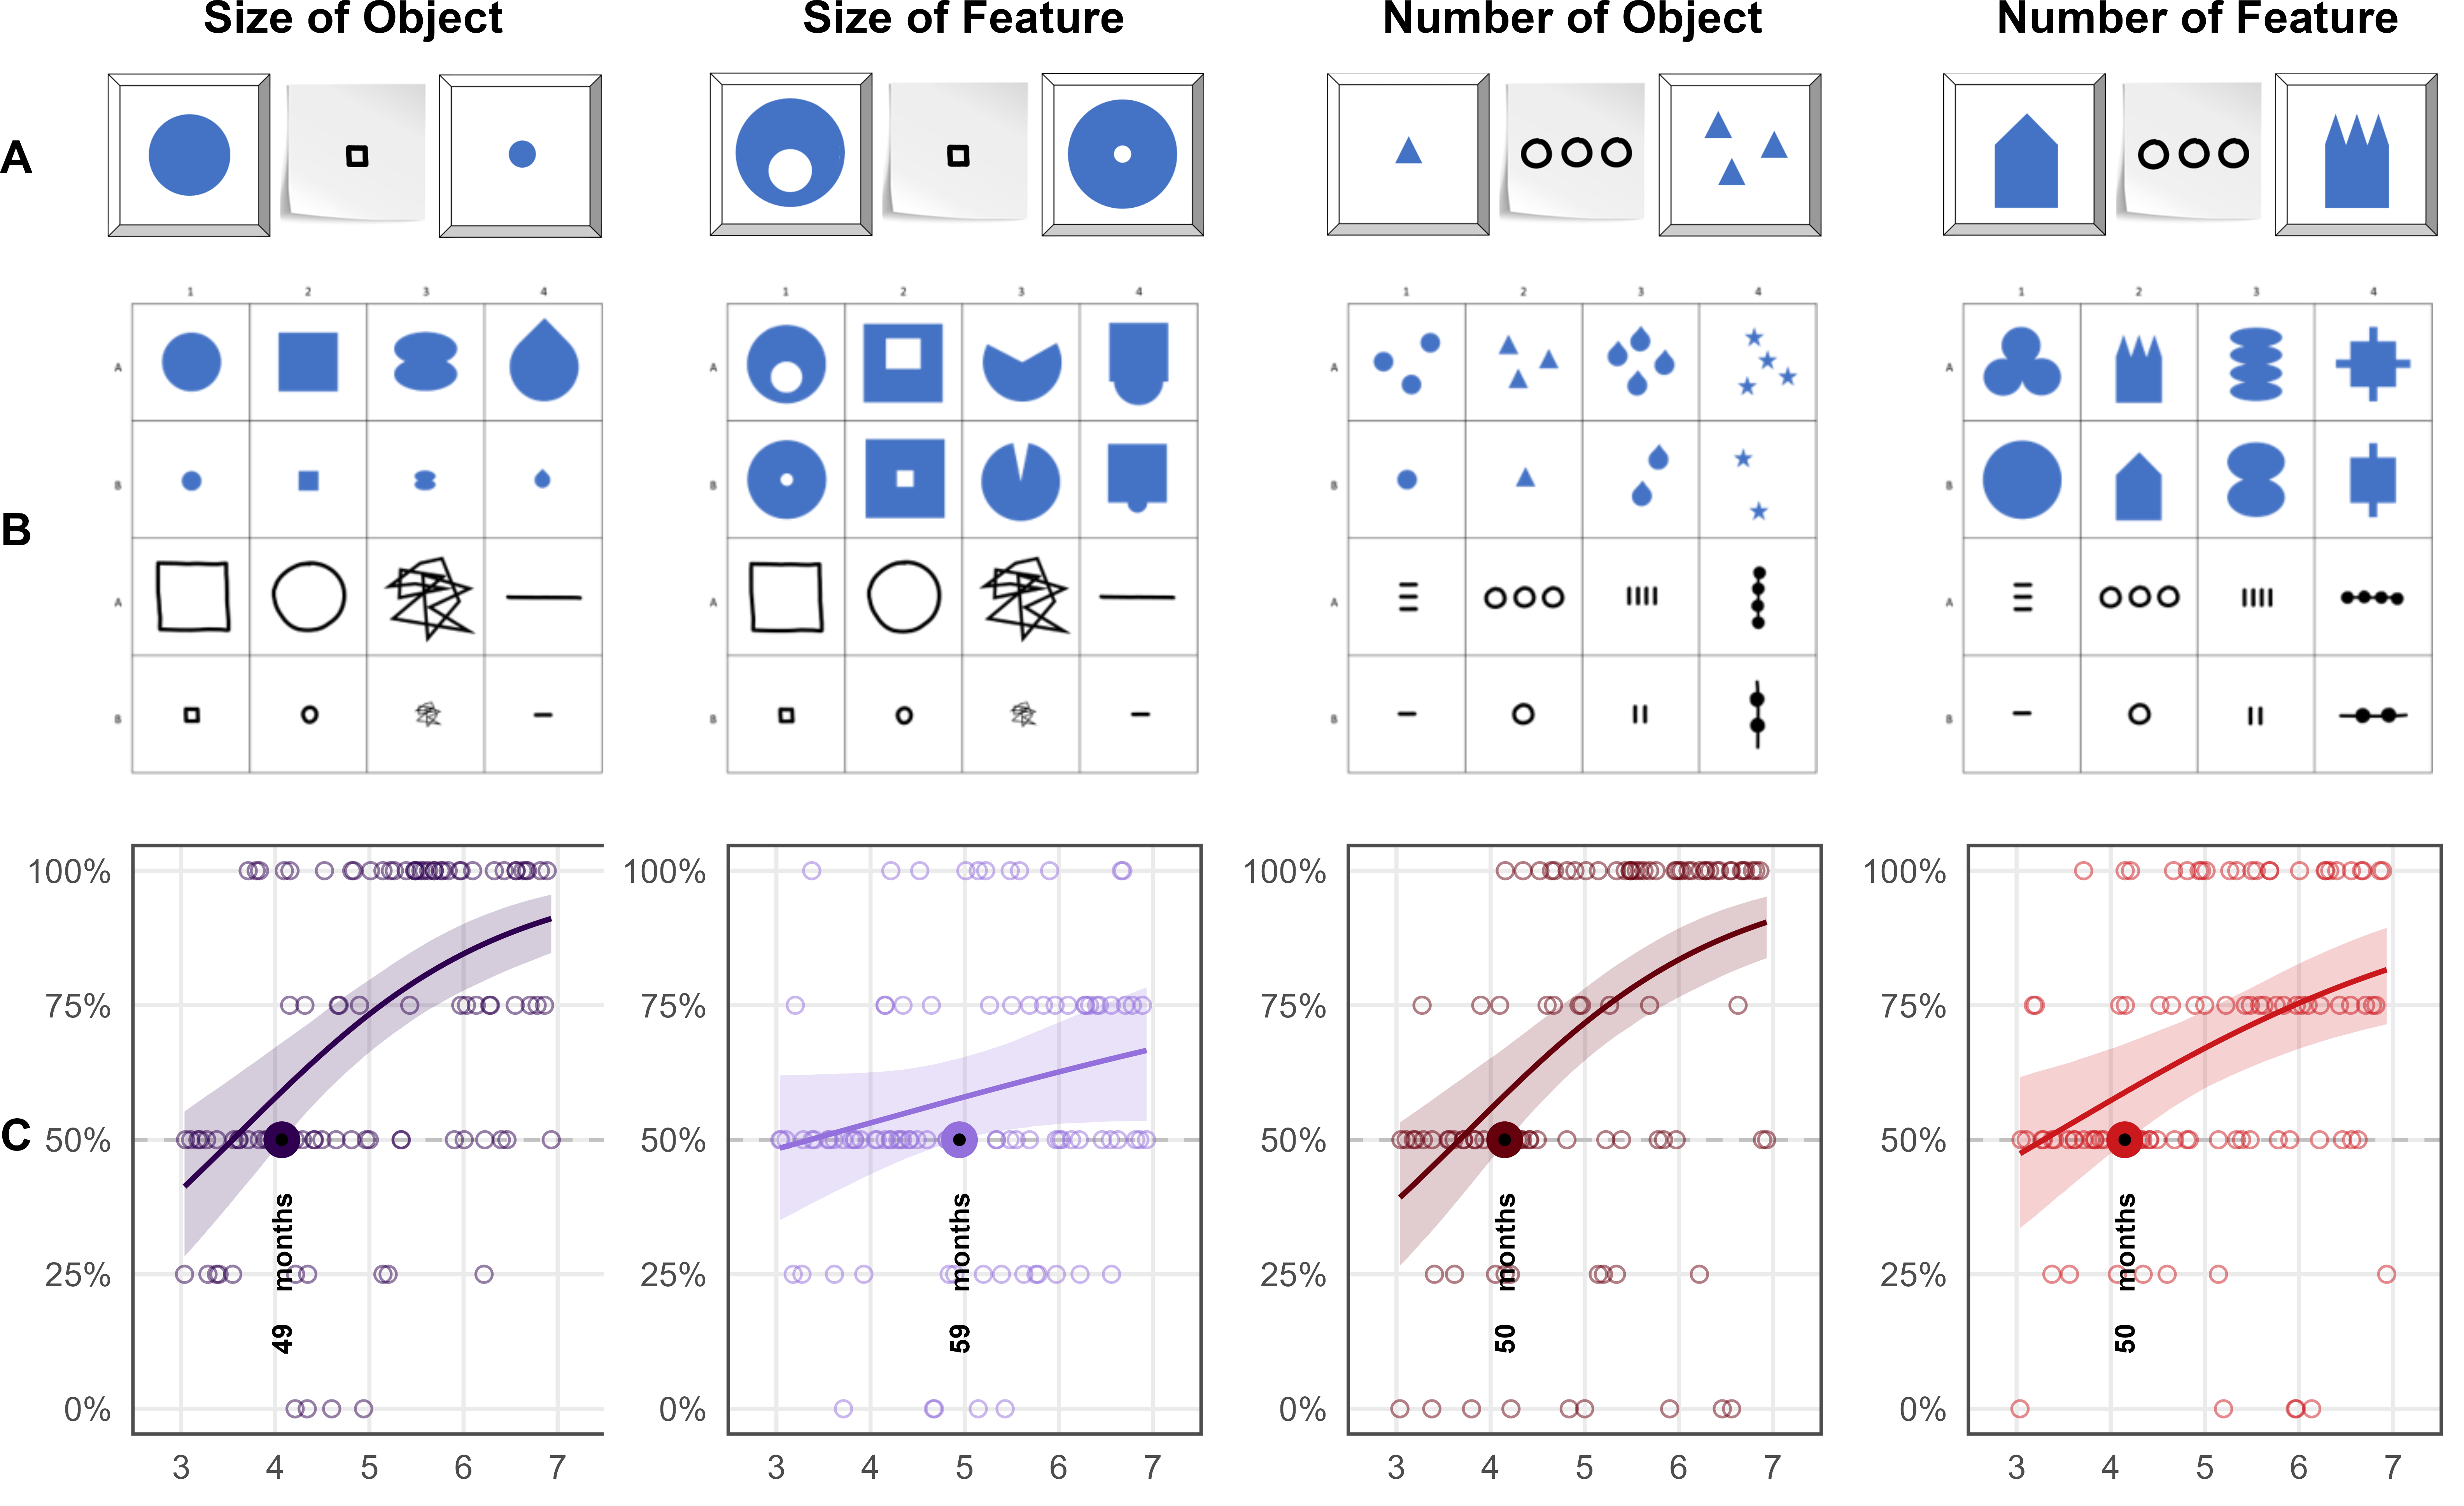 Size of Object Size of Feature Number of Object Number of Feature
A
1 2 3 4 1 2 3 4 1 2 3 4 1 2 3 4
A A A A
B B B B
B
A A A A
B B B B
100% 100% 100% 100%
75% 75% 75% 75%
C
50% 50% 50% 50%
49 months 59 months 50 months 50 months
25% 25% 25% 25%
0% 0% 0% 0%
3 4 5 6 7 3 4 5 6 7 3 4 5 6 7 3 4 5 6 7